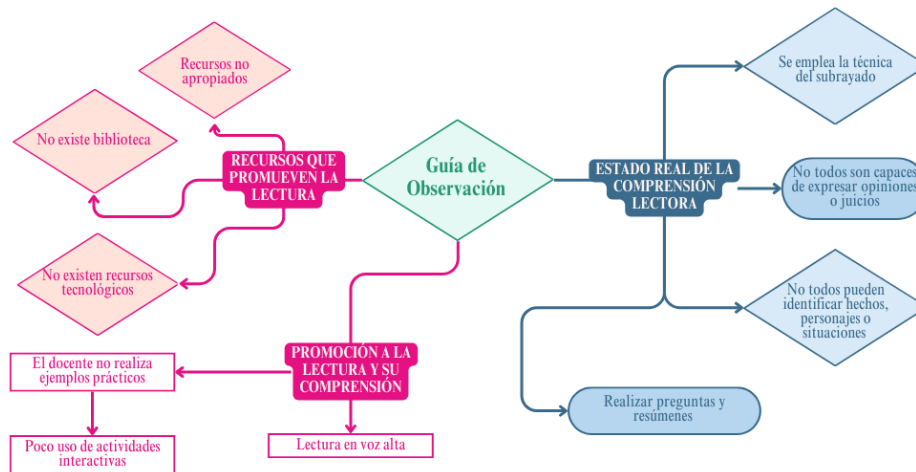 Recursos no
apropiados
No existe biblioteca
RECURSOS QUE
PROMUEVEN LA
LECTURA
No existen recursos
tecnológicos
Guía de
Observación
ESTADO REAL DE LA
COMPRENSIÓN
LECTORA
Se emplea la técnica
del subrayado
No todos son capaces
de expresar opiniones
o juicios
No todos pueden
identificar hechos,
personajes o
situaciones
Realizar preguntas y
resúmenes
PROMOCIÓN A LA
LECTURA Y SU
COMPRENSIÓN
El docente no realiza
ejemplos prácticos
Poco uso de actividades
interactivas
Lectura en voz alta